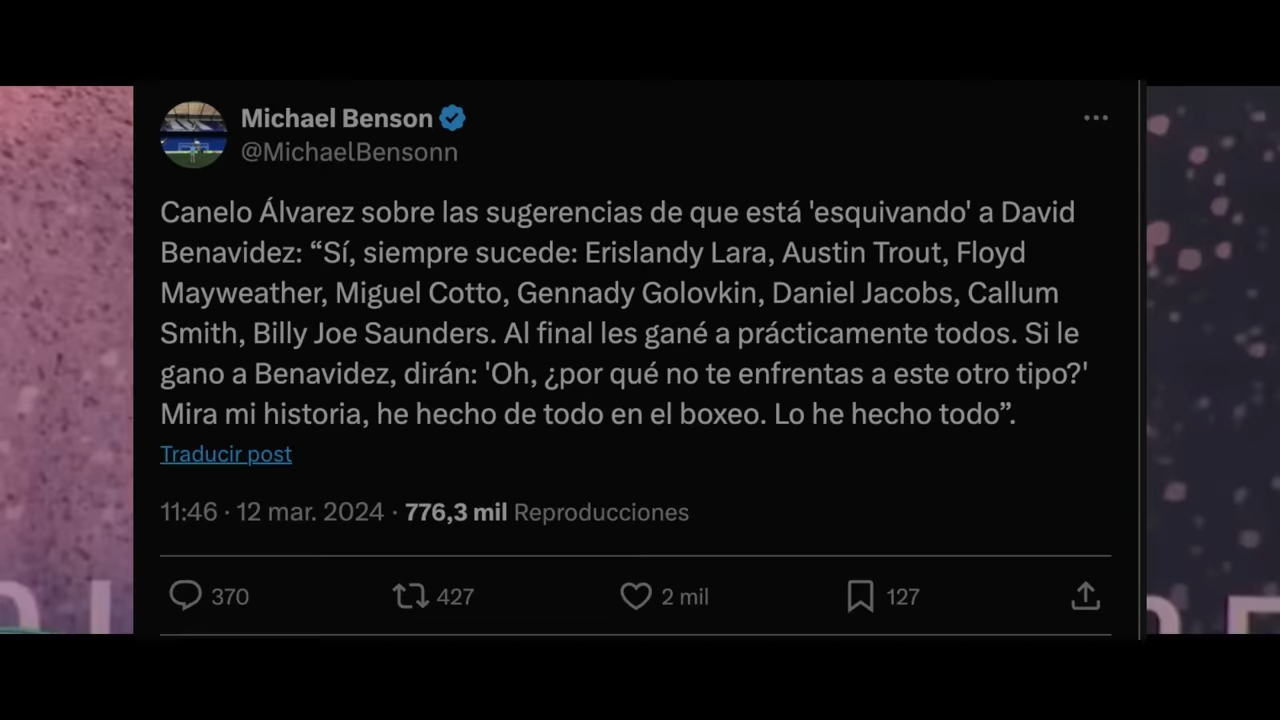 Michael Benson
@MichaelBensonn
Canelo Álvarez sobre las sugerencias de que está 'esquivando' a David
Benavidez: “Sí, siempre sucede: Erislandy Lara, Austin Trout, Floyd
Mayweather, Miguel Cotto, Gennady Golovkin, Daniel Jacobs, Callum
Smith, Billy Joe Saunders. Al final les gané a prácticamente todos. Si le
gano a Benavidez, dirán: 'Oh, ¿por qué no te enfrentas a este otro tipo?'
Mira mi historia, he hecho de todo en el boxeo. Lo he hecho todo”.
Traducir post
11:46 · 12 mar. 2024 · 776,3 mil Reproducciones
370 427 2 mil 127